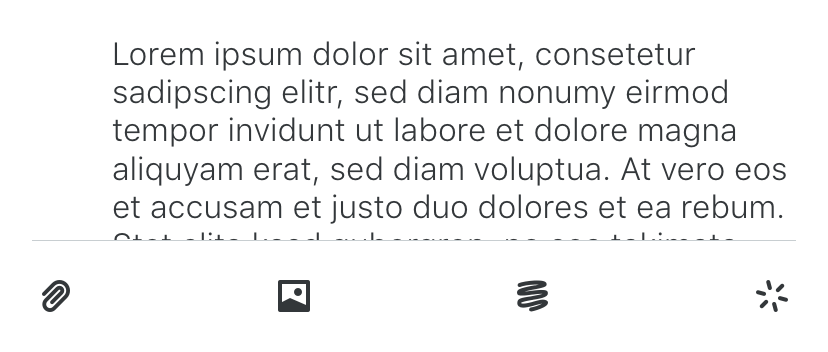 Lorem ipsum dolor sit amet, consetetur
sadipscing elitr, sed diam nonumy eirmod
tempor invidunt ut labore et dolore magna
aliquyam erat, sed diam voluptua. At vero eos
et accusam et justo duo dolores et ea rebum.